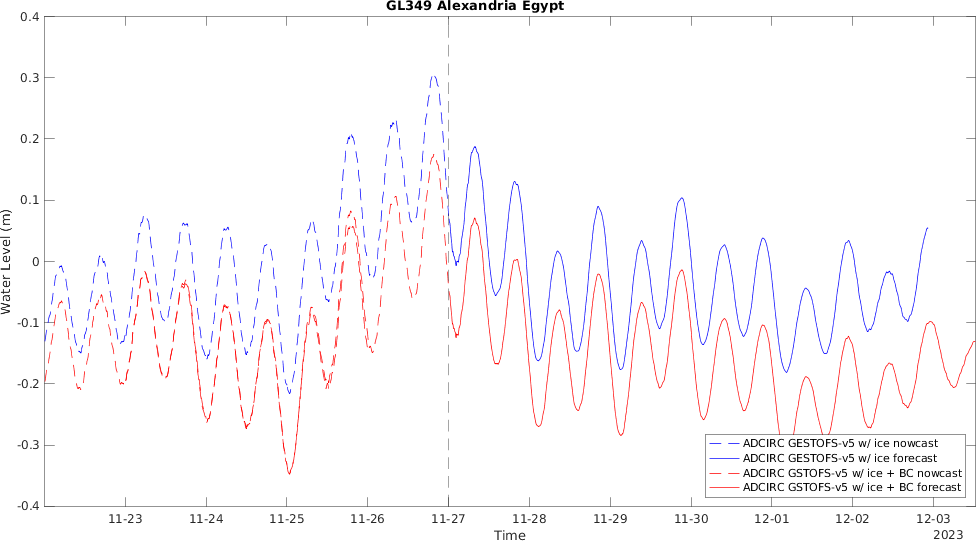 GL349 Alexandria Egypt
0.4
0.3
0.2
0.1
0
-0.1
-0.2
-0.3
-0.4
Water Level (m)
11-23 11-24 11-25 11-26 11-27 11-28 11-29 11-30 12-01 12-02 12-03
Time
2023
ADCIRC GESTOFS-v5 w/ ice nowcast
ADCIRC GESTOFS-v5 w/ ice forecast
ADCIRC GSTOFS-v5 w/ ice + BC nowcast
ADCIRC GSTOFS-v5 w/ ice + BC forecast